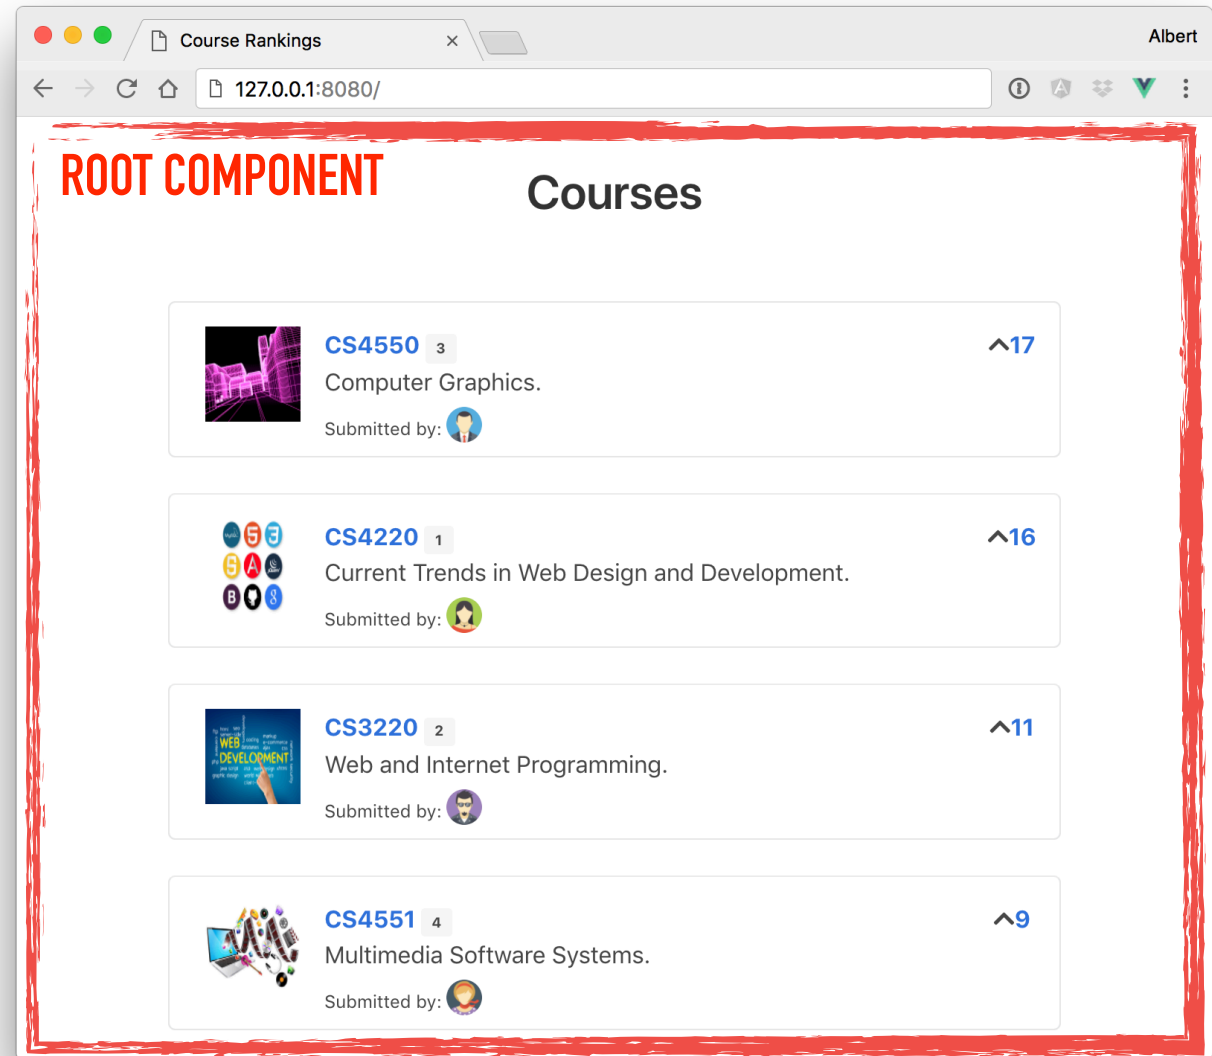 Course Rankings
Albert
127.0.0.1:8080/
ROOT COMPONENT
Courses
CS4550 3
17
Computer Graphics.
Submitted by:
CS4220 1
16
Current Trends in Web Design and Development.
Submitted by:
CS3220 2
11
WEB
DEVELOPMENT
Web and Internet Programming.
Submitted by:
CS4551 4
9
Multimedia Software Systems.
Submitted by: